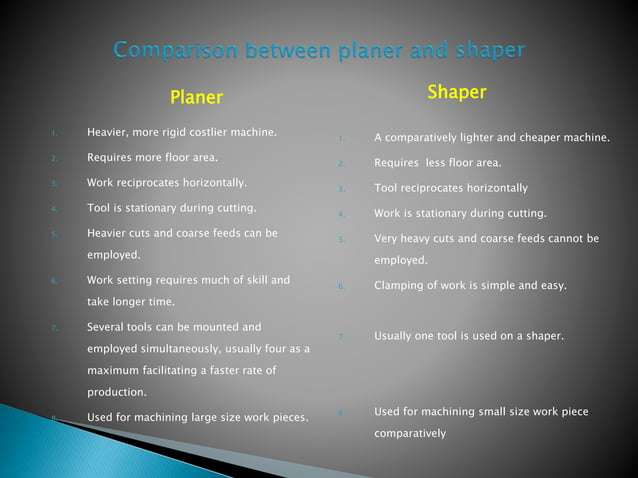 Comparison between planer and shaper
Planer
1. Heavier, more rigid costlier machine.
2. Requires more floor area.
3. Work reciprocates horizontally.
4. Tool is stationary during cutting.
5. Heavier cuts and coarse feeds can be
employed.
6. Work setting requires much of skill and
take longer time.
7. Several tools can be mounted and
employed simultaneously, usually four as a
maximum facilitating a faster rate of
production.
8. Used for machining large size work pieces.
Shaper
1. A comparatively lighter and cheaper machine.
2. Requires  less floor area.
3. Tool reciprocates horizontally
4. Work is stationary during cutting.
5. Very heavy cuts and coarse feeds cannot be
employed.
6. Clamping of work is simple and easy.
7. Usually one tool is used on a shaper.
8. Used for machining small size work piece
comparatively